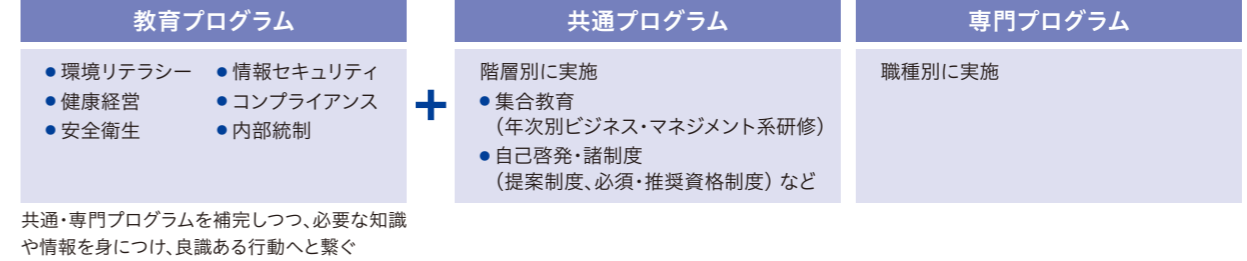 教育プログラム
●環境リテラシー ●情報セキュリティ
●健康経営 ●コンプライアンス
●安全衛生 ●内部統制
共通・専門プログラムを補完しつつ、必要な知識
や情報を身につけ、良識ある行動へと繋ぐ
+
共通プログラム
階層別に実施
●集合教育
(年次別ビジネス・マネジメント系研修)
●自己啓発・諸制度
(提案制度、必須・推奨資格制度)など
専門プログラム
職種別に実施